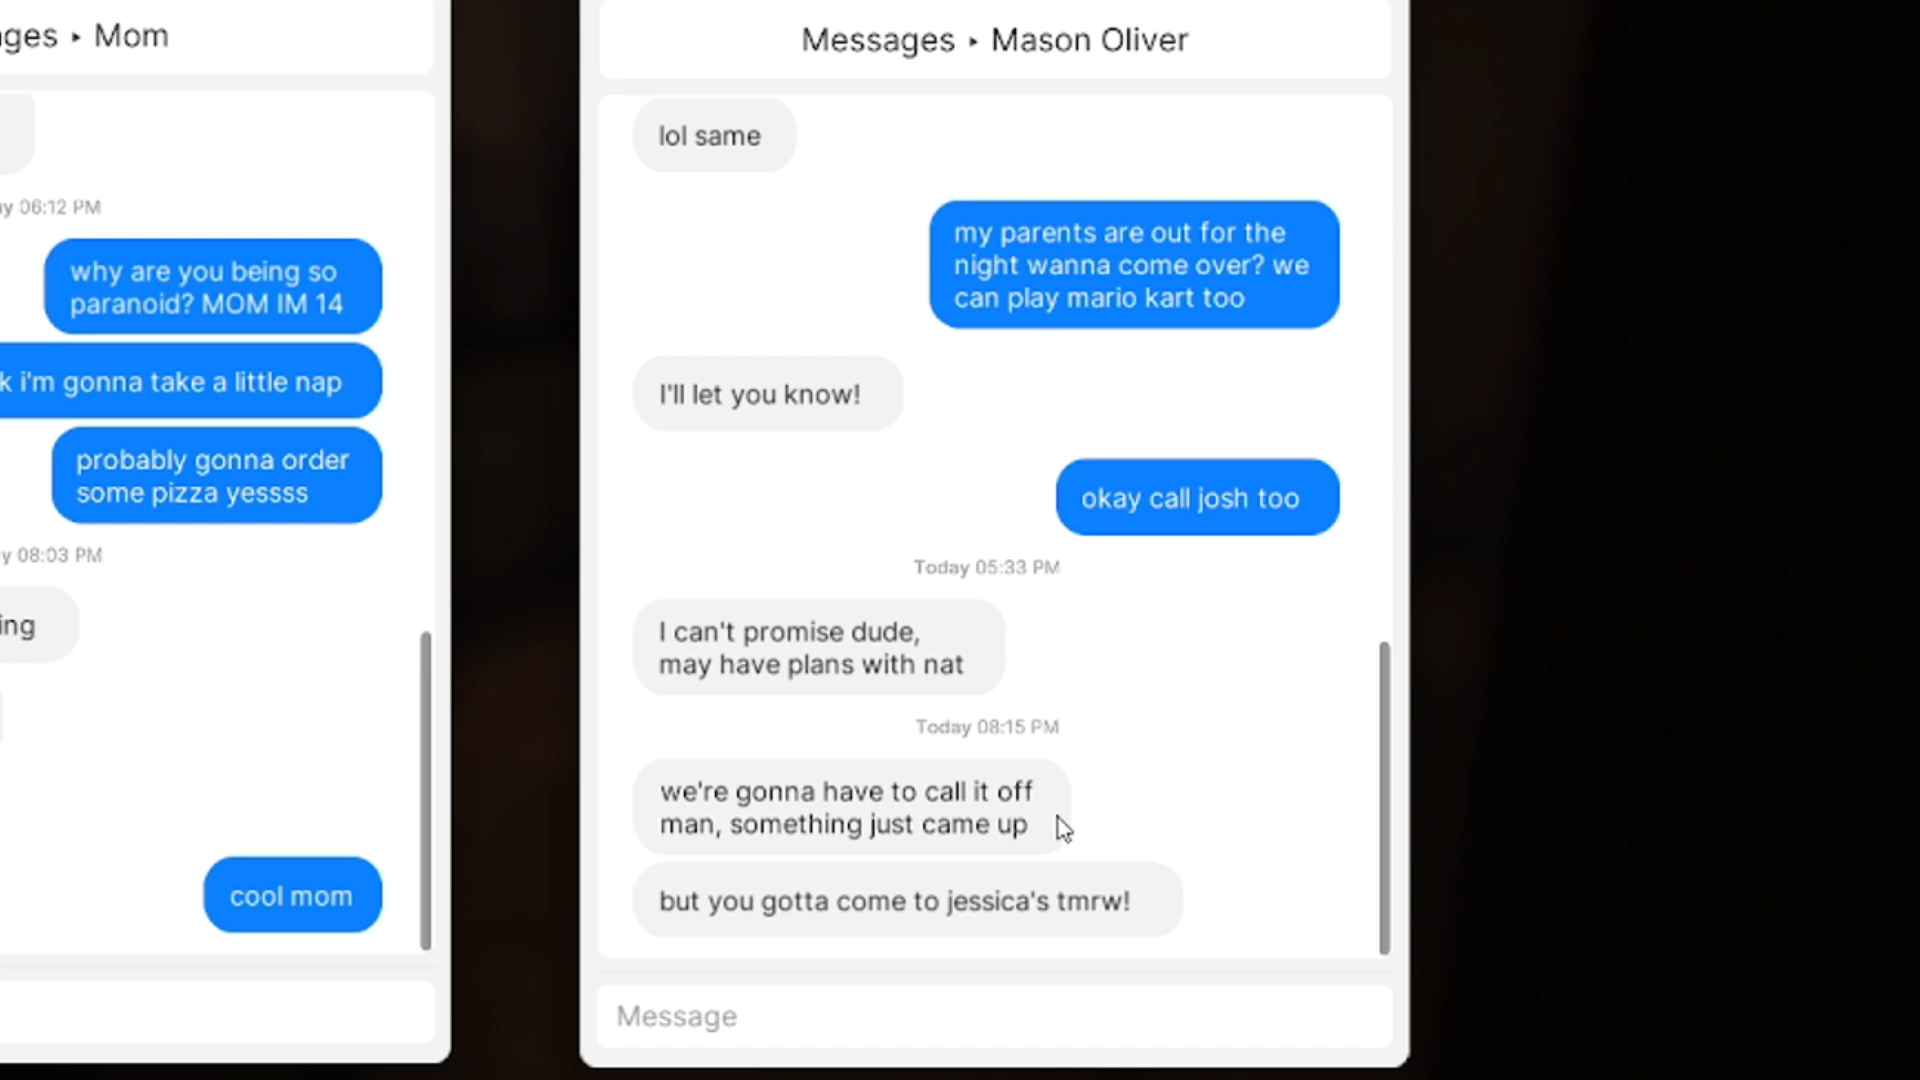 Mom
06:12 PM
why are you being so
paranoid? MOM IM 14
i'm gonna take a little nap
probably gonna order
some pizza yessss
08:03 PM
cool mom
Messages ‣ Mason Oliver
lol same
my parents are out for the
night wanna come over? we
can play mario kart too
I'll let you know!
okay call josh too
Today 05:33 PM
I can't promise dude,
may have plans with nat
Today 08:15 PM
we're gonna have to call it off
man, something just came up
but you gotta come to jessica's tmrw!
Message